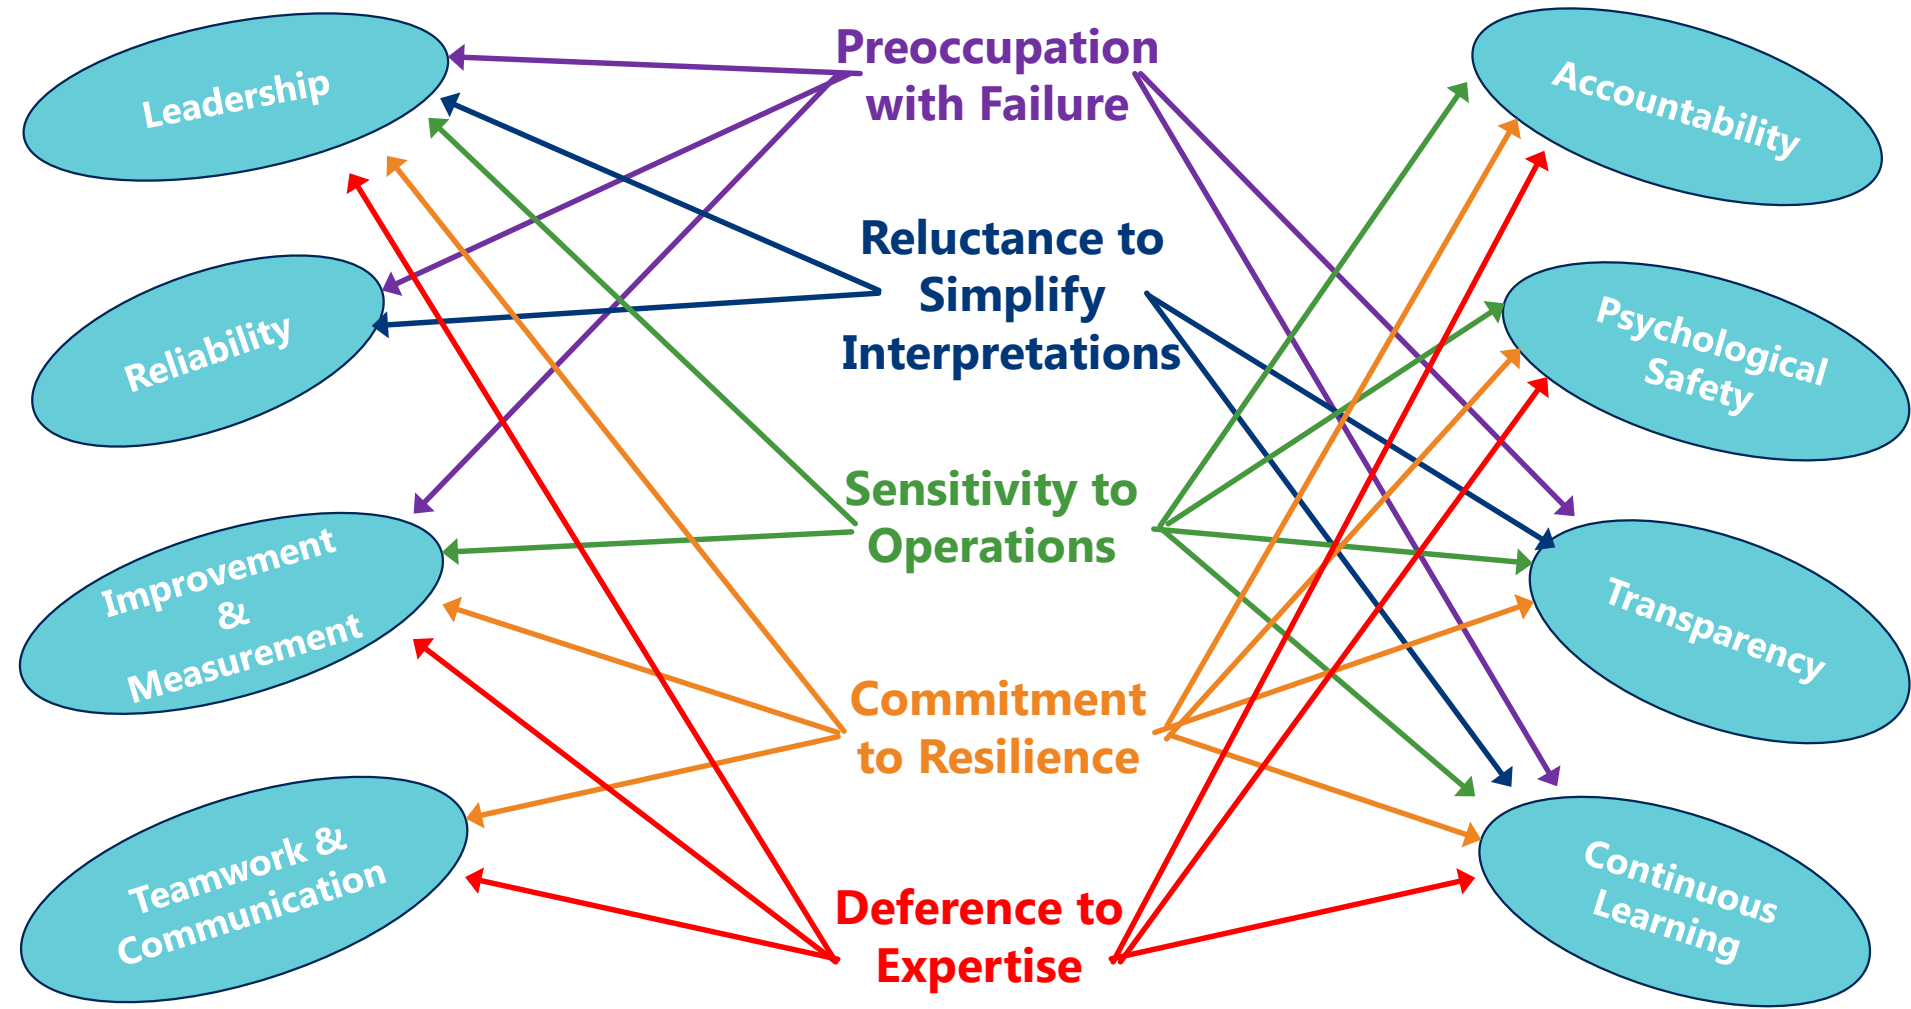 Leadership
Reliability
Improvement
&
Measurement
Teamwork &
Communication
Preoccupation
with Failure
Reluctance to
Simplify
Interpretations
Sensitivity to
Operations
Commitment
to Resilience
Deference to
Expertise
Accountability
Psychological
Safety
Transparency
Continuous
Learning